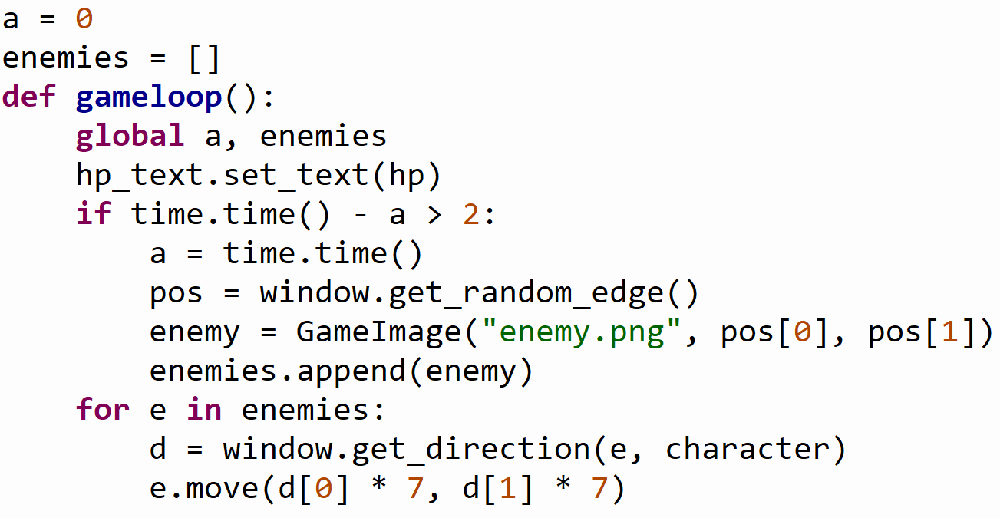 a = 0
enemies = []
def gameloop():
    global a, enemies
    hp_text.set_text(hp)
    if time.time() - a > 2:
        a = time.time()
        pos = window.get_random_edge()
        enemy = GameImage("enemy.png", pos[0], pos[1])
        enemies.append(enemy)
    for e in enemies:
        d = window.get_direction(e, character)
        e.move(d[0] * 7, d[1] * 7)